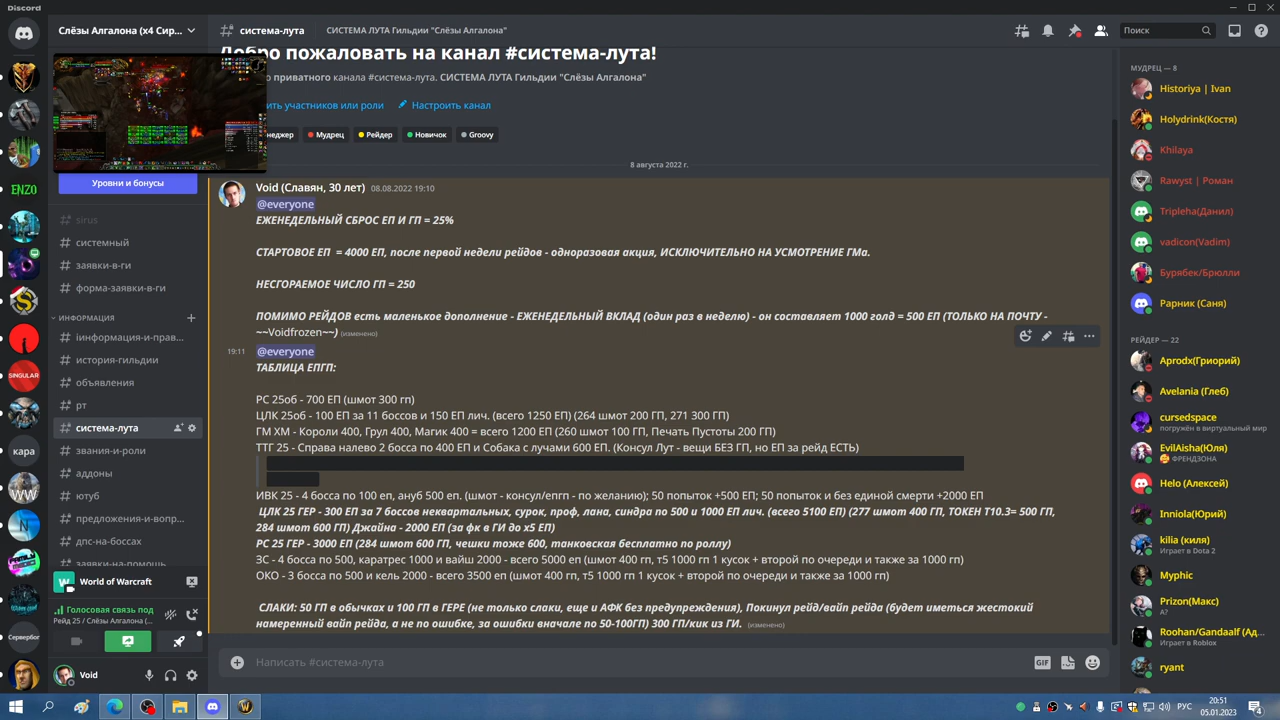 Discord
Слёзы Алгалона (x4 Сир...
система-лута
СИСТЕМА ЛУТА Гильдии "Слёзы Алгалона"
Поиск
Добро пожаловать на канал #система-лута!
о приватного канала #система-лута. СИСТЕМА ЛУТА Гильдии "Слёзы Алгалона"
ить участников или роли
Настроить канал
неджер
Мудрец
Рейдер
Новичок
Groovy
8 августа 2022 г.
Void (Славян, 30 лет) 08.08.2022 19:10
@everyone
ЕЖЕНЕДЕЛЬНЫЙ СБРОС ЕП И ГП = 25%
СТАРТОВОЕ ЕП = 4000 ЕП, после первой недели рейдов - одноразовая акция, ИСКЛЮЧИТЕЛЬНО НА УСМОТРЕНИЕ ГМа.
НЕСГОРАЕМОЕ ЧИСЛО ГП = 250
ПОМИМО РЕЙДОВ есть маленькое дополнение - ЕЖЕНЕДЕЛЬНЫЙ ВКЛАД (один раз в неделю) - он составляет 1000 голд = 500 ЕП (ТОЛЬКО НА ПОЧТУ -
~~Voidfrozen~~) (изменено)
19:11
@everyone
ТАБЛИЦА ЕПГП:
РС 25об - 700 ЕП (шмот 300 гп)
ЦЛК 25об - 100 ЕП за 11 боссов и 150 ЕП лич. (всего 1250 ЕП) (264 шмот 200 ГП, 271 300 ГП)
ГМ ХМ - Короли 400, Грул 400, Магик 400 = всего 1200 ЕП (260 шмот 100 ГП, Печать Пустоты 200 ГП)
ТТГ 25 - Справа налево 2 босса по 400 ЕП и Собака с лучами 600 ЕП. (Консул Лут - вещи БЕЗ ГП, но ЕП за рейд ЕСТЬ)
ИВК 25 - 4 босса по 100 еп, ануб 500 еп. (шмот - консул/епгп - по желанию); 50 попыток +500 ЕП; 50 попыток и без единой смерти +2000 ЕП
ЦЛК 25 ГЕР - 300 ЕП за 7 боссов неквартальных, сурок, проф, лана, синдра по 500 и 1000 ЕП лич. (всего 5100 ЕП) (277 шмот 400 ГП, ТОКЕН Т10.3= 500 ГП,
284 шмот 600 ГП) Джайна - 2000 ЕП (за фк в ГИ до х5 ЕП)
РС 25 ГЕР - 3000 ЕП (284 шмот 600 ГП, чешки тоже 600, танковская бесплатно по роллу)
ЗС - 4 босса по 500, каратрес 1000 и вайш 2000 - всего 5000 еп (шмот 400 гп, т5 1000 гп 1 кусок + второй по очереди и также за 1000 гп)
ОКО - 3 босса по 500 и кель 2000 - всего 3500 еп (шмот 400 гп, т5 1000 гп 1 кусок + второй по очереди и также за 1000 гп)
СЛАКИ: 50 ГП в обычках и 100 ГП в ГЕРЕ (не только слаки, еще и АФК без предупреждения), Покинул рейд/вайп рейда (будет иметься жестокий
намеренный вайп рейда, а не по ошибке, за ошибки вначале по 50-100ГП) 300 ГП/кик из ГИ. (изменено)
Написать #система-лута
GIF
ENZO
SINGULAR
кара
WW
Сервербог
Уровни и бонусы
sirus
системный
заявки-в-ги
форма-заявки-в-ги
ИНФОРМАЦИЯ
информация-и-прав...
история-гильдии
объявления
рт
система-лута
звания-и-роли
аддоны
ютуб
предложения-и-вопр...
дпс-на-боссах
заявки-на-помощь
World of Warcraft
Голосовая связь под
Рейд 25 / Слёзы Алгалона (...
Void
МУДРЕЦ — 8
Historiya | Ivan
Holydrink(Костя)
Khilaya
Rawyst | Роман
Tripleha(Данил)
vadicon(Vadim)
Бурябек/Брюлли
Рарник (Саня)
РЕЙДЕР — 22
Aprodx(Гриорий)
Avelania (Глеб)
cursedspace
погружён в виртуальный мир
EvilAisha(Юля)
ФРЕНДЗОНА
Helo (Алексей)
Inniola(Юрий)
kilia (киля)
Играет в Dota 2
Myphic
Prizon(Макс)
А?
Roohan/Gandaalf (Ад...
Играет в Roblox
ryant
РУС
20:51
05.01.2023
4